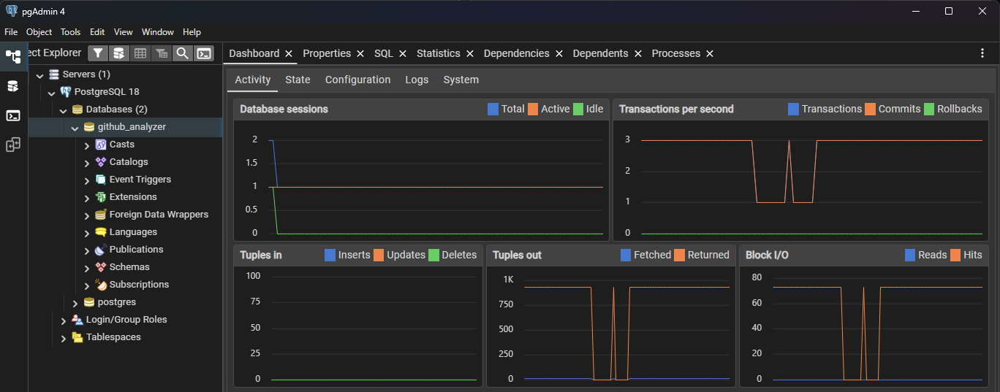 pgAdmin 4
File Object Tools Edit View Window Help
ect Explorer
Dashboard Properties SQL Statistics Dependencies Dependents Processes
Servers (1)
PostgreSQL 18
Databases (2)
github_analyzer
Casts
Catalogs
Event Triggers
Extensions
Foreign Data Wrappers
Languages
Publications
Schemas
Subscriptions
postgres
Login/Group Roles
Tablespaces
Activity State Configuration Logs System
Database sessions Total Active Idle
2
1.5
1
0.5
0
Transactions per second Transactions Commits Rollbacks
3
2
1
0
Tuples in Inserts Updates Deletes
100
75
50
25
0
Tuples out Fetched Returned
1K
750
500
250
0
Block I/O Reads Hits
80
60
40
20
0